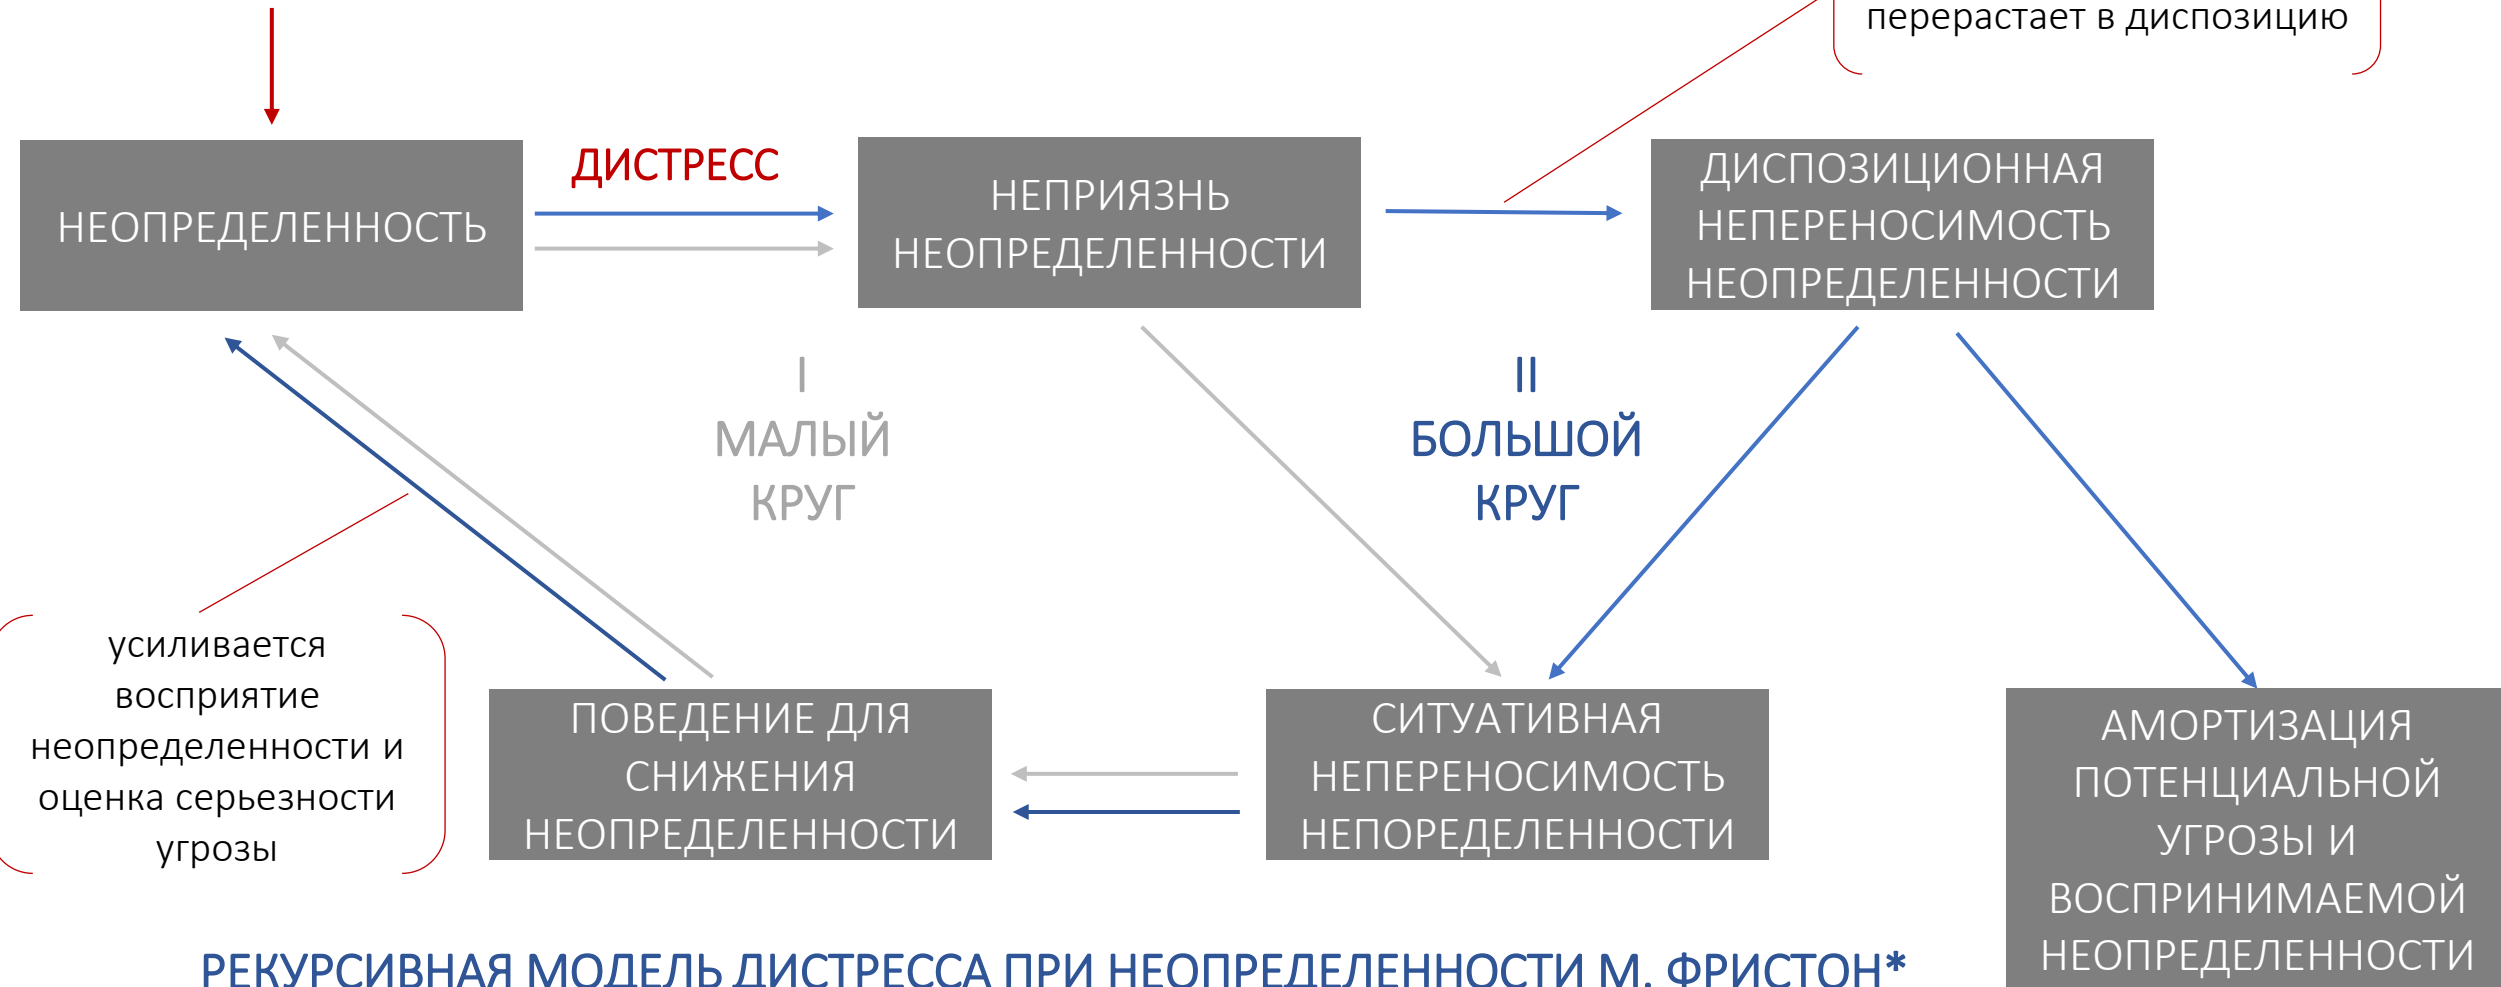 перерастает в диспозицию
ДИСТРЕСС
НЕОПРЕДЕЛЕННОСТЬ
НЕПРИЯЗНЬ
НЕОПРЕДЕЛЕННОСТИ
ДИСПОЗИЦИОННАЯ
НЕПЕРЕНОСИМОСТЬ
НЕОПРЕДЕЛЕННОСТИ
I
МАЛЫЙ
КРУГ
II
БОЛЬШОЙ
КРУГ
усиливается
восприятие
неопределенности и
оценка серьезности
угрозы
ПОВЕДЕНИЕ ДЛЯ
СНИЖЕНИЯ
НЕОПРЕДЕЛЕННОСТИ
СИТУАТИВНАЯ
НЕПЕРЕНОСИМОСТЬ
НЕПОРЕДЕЛЕННОСТИ
АМОРТИЗАЦИЯ
ПОТЕНЦИАЛЬНОЙ
УГРОЗЫ И
ВОСПРИНИМАЕМОЙ
НЕОПРЕДЕЛЕННОСТИ
РЕКУРСИВНАЯ МОДЕЛЬ ДИСТРЕССА ПРИ НЕОПРЕДЕЛЕННОСТИ М. ФРИСТОН*